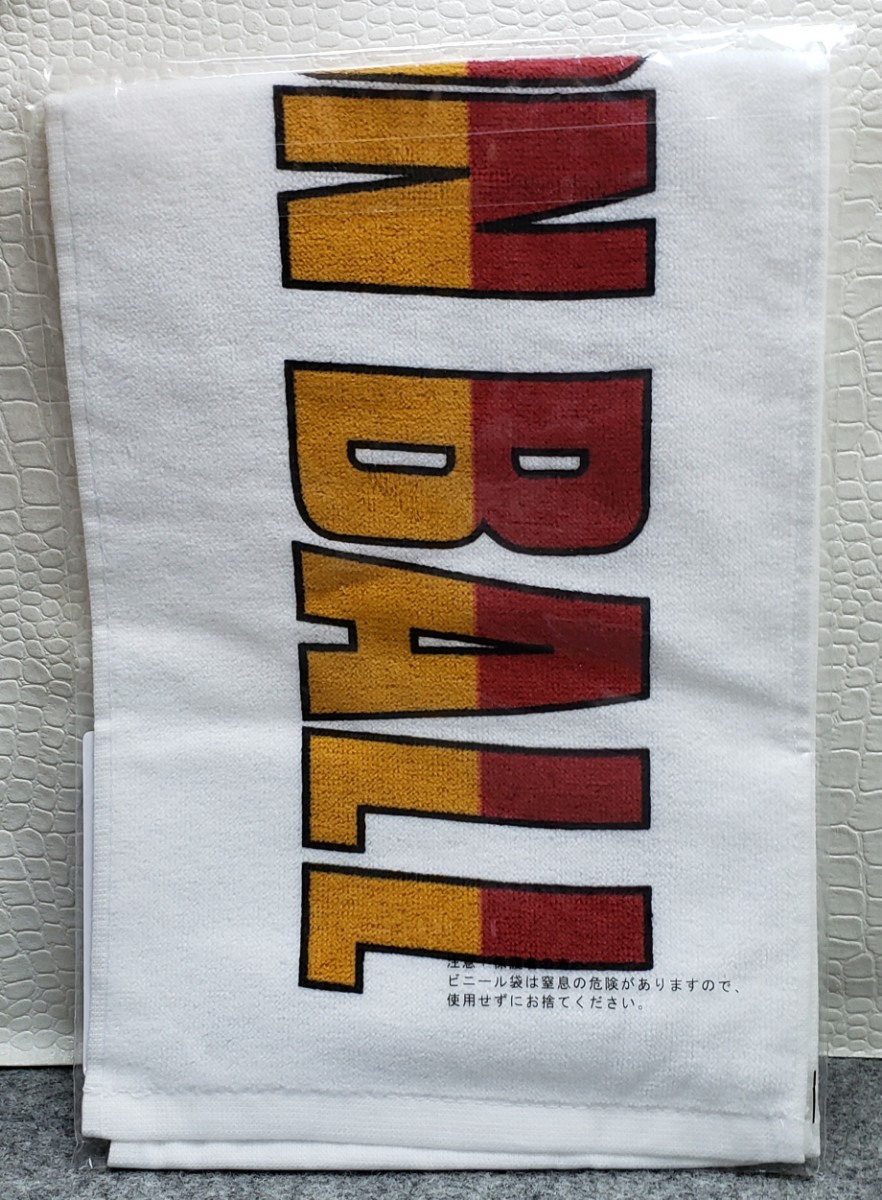 N BALL
ビニール袋は窒息の危険がありますので、
使用せずにお捨てください。